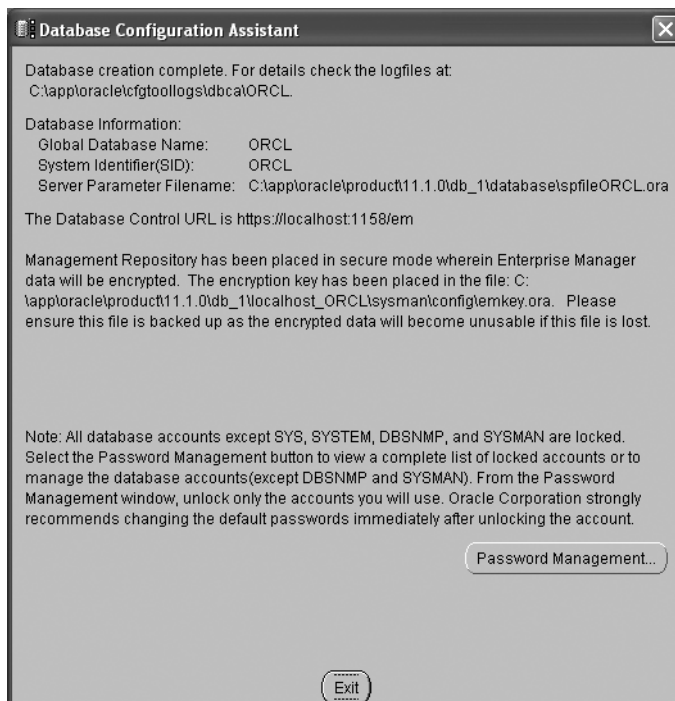 Database Configuration Assistant
Database creation complete. For details check the logfiles at:
C:\app\oracle\cfgtoollogs\dbca\ORCL.
Database Information:
Global Database Name: ORCL
System Identifier(SID): ORCL
Server Parameter Filename: C:\app\oracle\product\11.1.0\db_1\database\spfileORCL.ora
The Database Control URL is https://localhost:1158/em
Management Repository has been placed in secure mode wherein Enterprise Manager
data will be encrypted. The encryption key has been placed in the file: C:
\app\oracle\product\11.1.0\db_1\localhost_ORCL\sysman\config\emkey.ora. Please
ensure this file is backed up as the encrypted data will become unusable if this file is lost.
Note: All database accounts except SYS, SYSTEM, DBSNMP, and SYSMAN are locked.
Select the Password Management button to view a complete list of locked accounts or to
manage the database accounts(except DBSNMP and SYSMAN). From the Password
Management window, unlock only the accounts you will use. Oracle Corporation strongly
recommends changing the default passwords immediately after unlocking the account.
Password Management...
Exit